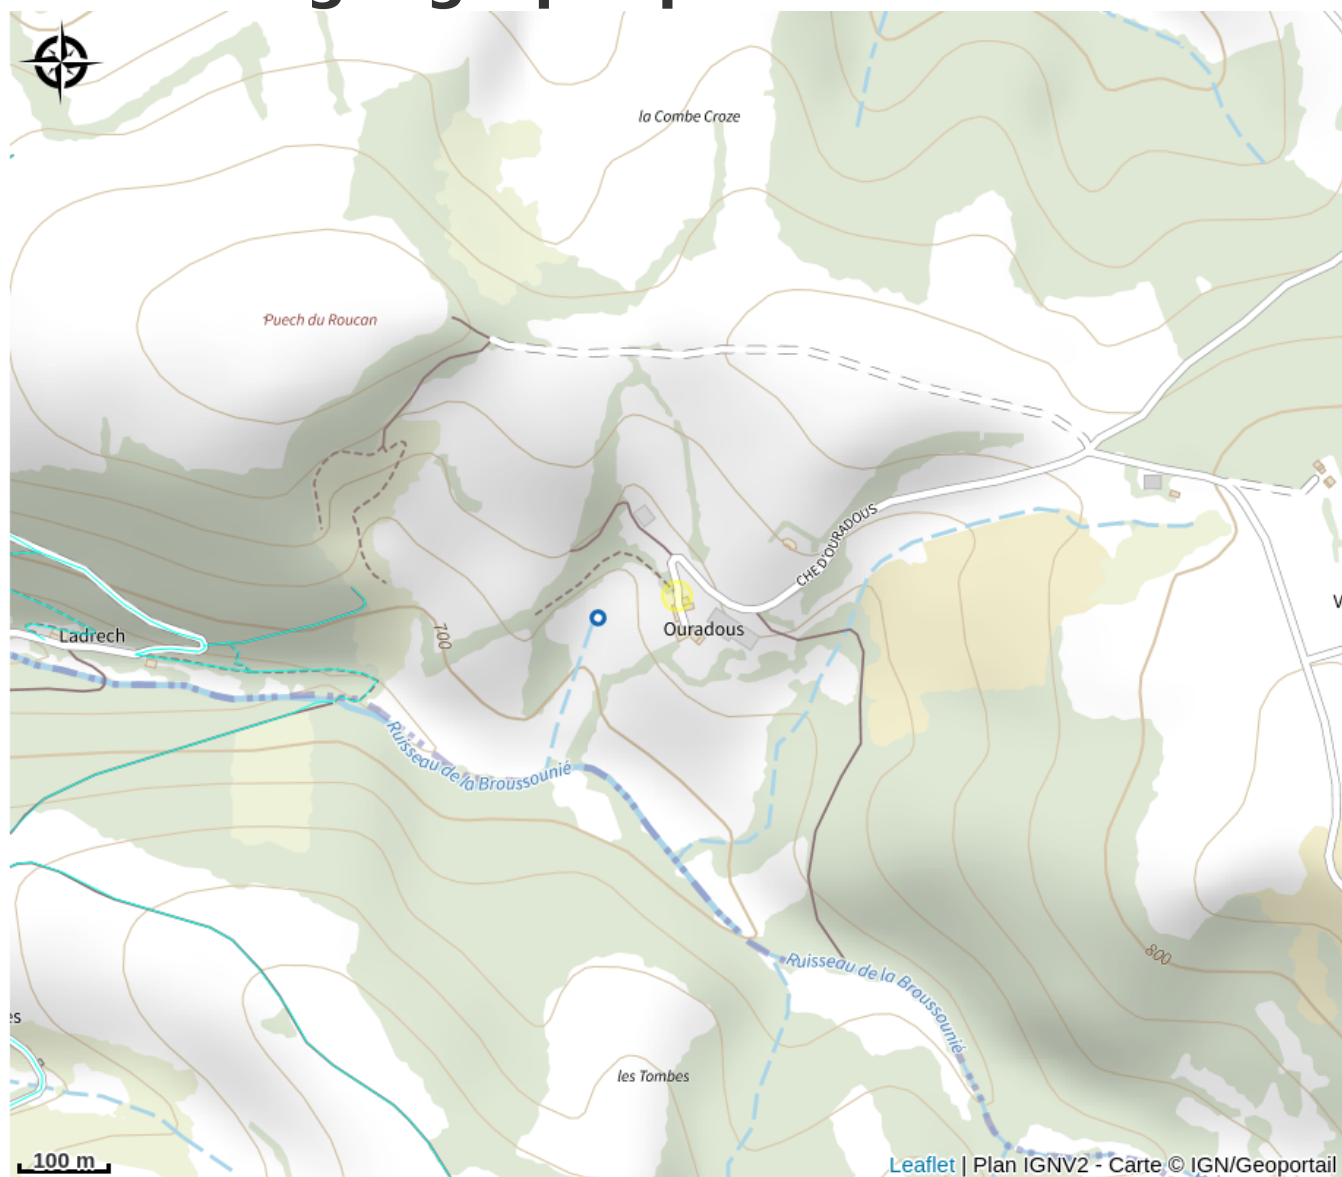 la Combe Croze
Puech du Roucan
CHE D'OURADOUS
Ladrech
700
Ouradous
Ruisseau de la Broussounié
800
Ruisseau de la Broussounié
es
les Tombes
100 m
Leaflet | Plan IGNV2 - Carte © IGN/Geoportail